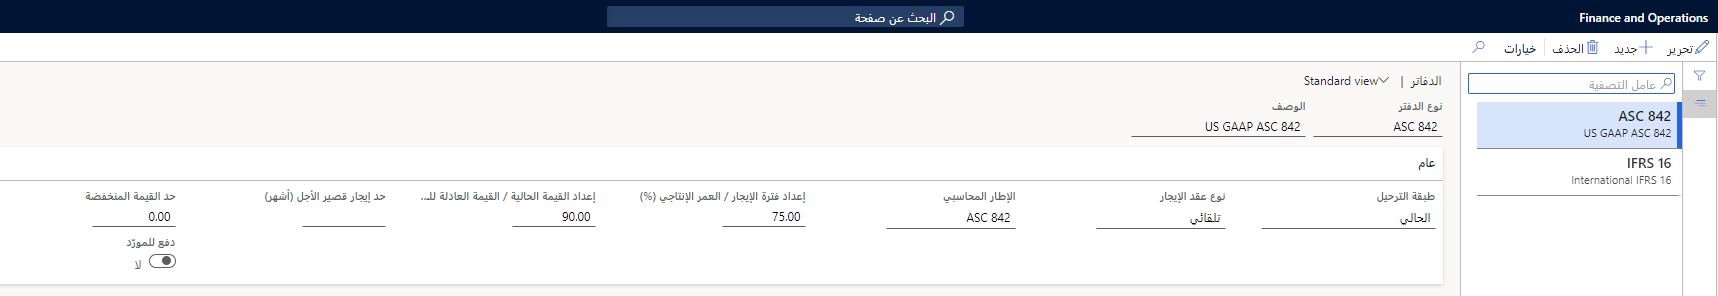 Finance and Operations
البحث عن صفحة
تحرير
جديد
الحذف
خيارات
عامل التصفية
ASC 842
US GAAP ASC 842
IFRS 16
International IFRS 16
الدفاتر | Standard view
نوع الدفتر
الوصف
ASC 842
US GAAP ASC 842
عام
طبقة الترحيل
نوع عقد الإيجار
الإطار المحاسبي
إعداد فترة الإيجار / العمر الإنتاجي (%)
إعداد القيمة الحالية / القيمة العادلة للـ...
حد إيجار قصير الأجل (أشهر)
حد القيمة المنخفضة
الحالي
تلقائي
ASC 842
75.00
90.00
0.00
دفع للمورّد
لا